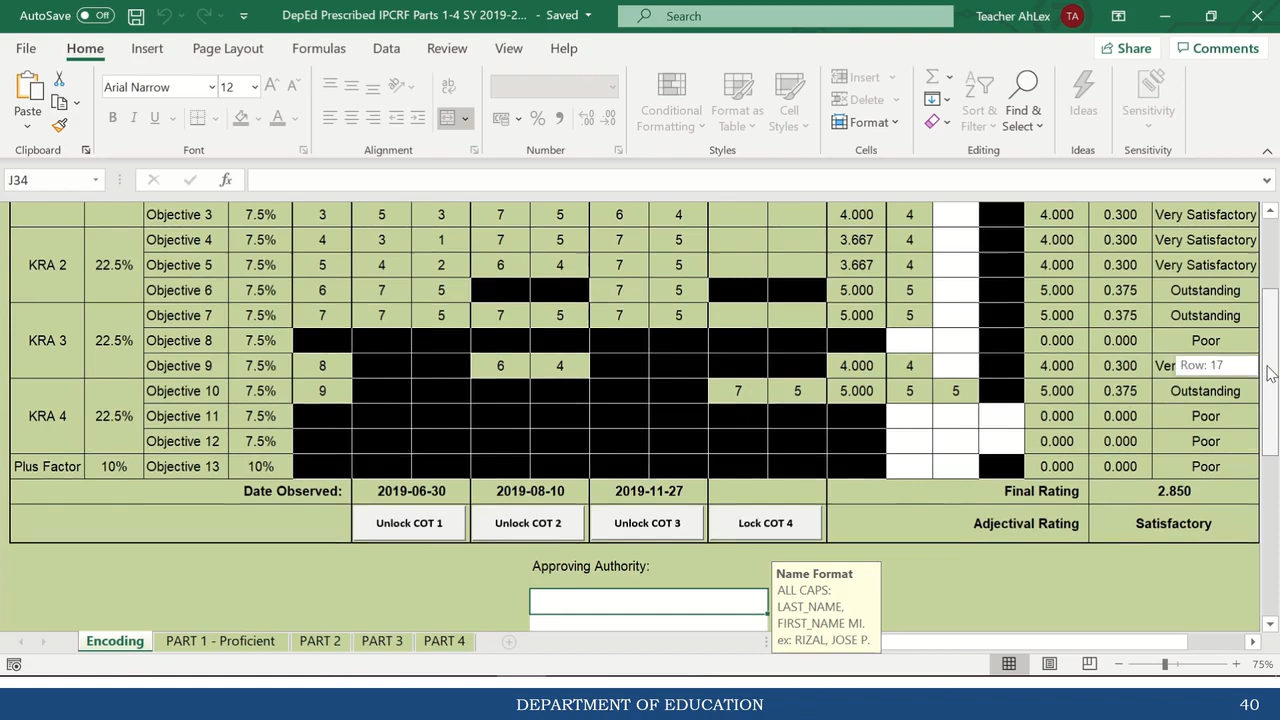 AutoSave Off DepEd Prescribed IPCRF Parts 1-4 SY 2019-2... - Saved Search Teacher AhLex TA
File Home Insert Page Layout Formulas Data Review View Help Share Comments
Paste Arial Narrow 12 Conditional Formatting Format as Table Cell Styles Insert Delete Format Sort & Filter Find & Select Ideas Sensitivity
B I U
Clipboard Font Alignment Number Styles Cells Editing Ideas Sensitivity
J34 fx
Objective 3 7.5% 3 5 3 7 5 6 4 4.000 4 4.000 0.300 Very Satisfactory
Objective 4 7.5% 4 3 1 7 5 7 5 3.667 4 4.000 0.300 Very Satisfactory
KRA 2 22.5% Objective 5 7.5% 5 4 2 6 4 7 5 3.667 4 4.000 0.300 Very Satisfactory
Objective 6 7.5% 6 7 5 7 5 5.000 5 5.000 0.375 Outstanding
Objective 7 7.5% 7 7 5 7 5 7 5 5.000 5 5.000 0.375 Outstanding
KRA 3 22.5% Objective 8 7.5% 0.000 0.000 Poor
Objective 9 7.5% 8 6 4 4.000 4 4.000 0.300 Ver Row: 17
Objective 10 7.5% 9 7 5 5.000 5 5 5.000 0.375 Outstanding
KRA 4 22.5% Objective 11 7.5% 0.000 0.000 Poor
Objective 12 7.5% 0.000 0.000 Poor
Plus Factor 10% Objective 13 10% 0.000 0.000 Poor
Date Observed: 2019-06-30 2019-08-10 2019-11-27 Final Rating 2.850
Unlock COT 1 Unlock COT 2 Unlock COT 3 Lock COT 4 Adjectival Rating Satisfactory
Approving Authority:
Name Format
ALL CAPS:
LAST_NAME,
FIRST_NAME MI.
ex: RIZAL, JOSE P.
Encoding PART 1 - Proficient PART 2 PART 3 PART 4
75%
DEPARTMENT OF EDUCATION 40